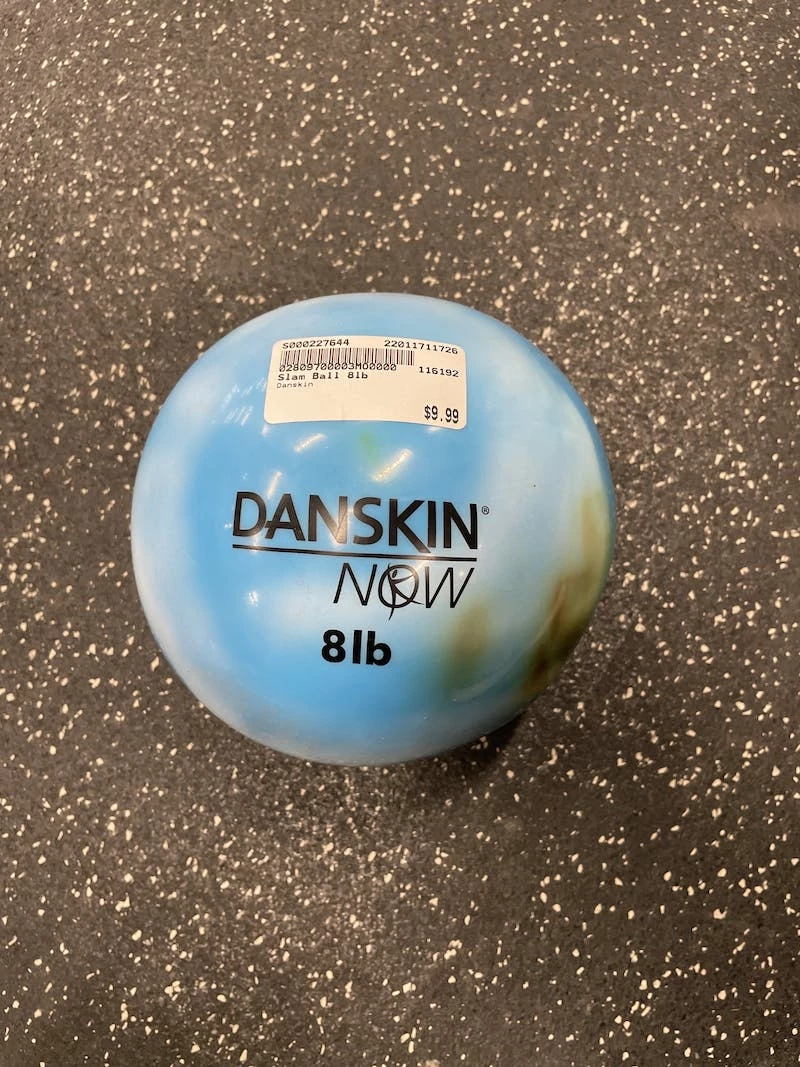 S000227644 22011711726
02809700003M00000 116192
Slam Ball 8lb
Danskin
$9.99
DANSKIN®
NOW
8lb